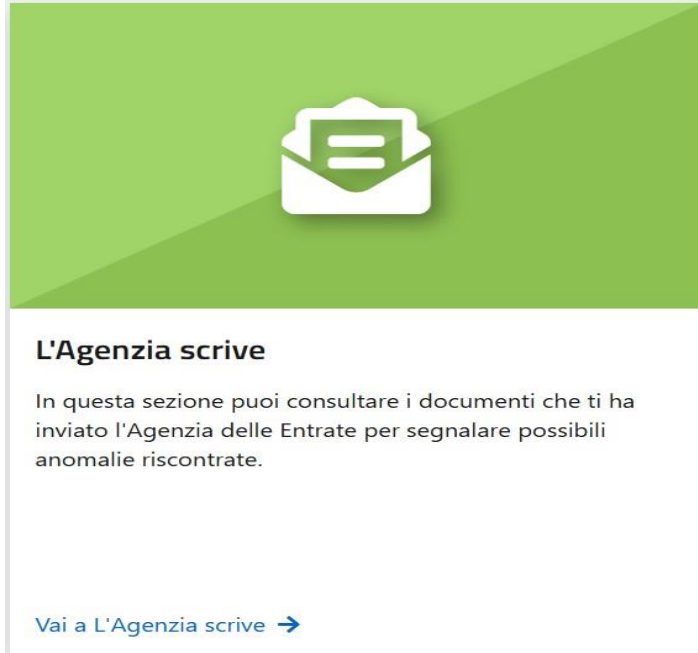 L'Agenzia scrive
In questa sezione puoi consultare i documenti che ti ha
inviato l'Agenzia delle Entrate per segnalare possibili
anomalie riscontrate.
Vai a L'Agenzia scrive →